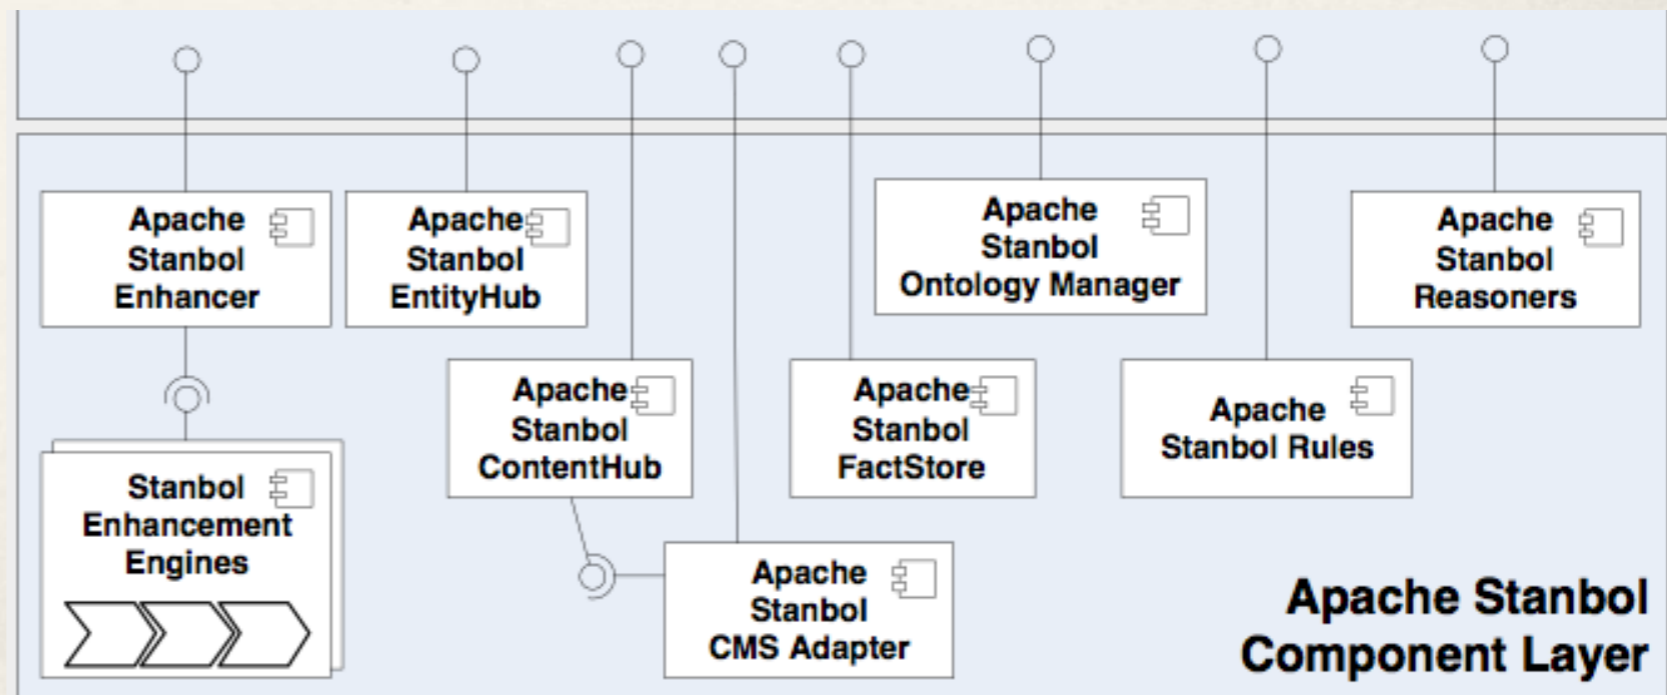 Apache
Stanbol
Enhancer
Apache
Stanbol
EntityHub
Apache
Stanbol
Ontology Manager
Apache
Stanbol
Reasoners
Apache
Stanbol
ContentHub
Apache
Stanbol
FactStore
Apache
Stanbol Rules
Stanbol
Enhancement
Engines
Apache
Stanbol
CMS Adapter
Apache Stanbol
Component Layer